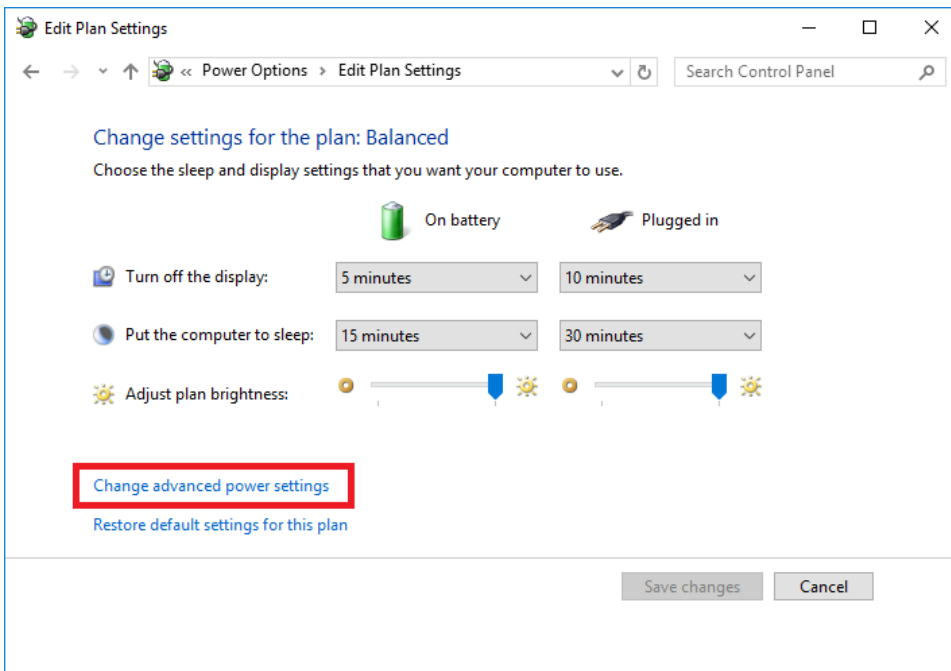 Edit Plan Settings
« Power Options > Edit Plan Settings
Search Control Panel
Change settings for the plan: Balanced
Choose the sleep and display settings that you want your computer to use.
On battery
Plugged in
Turn off the display:
5 minutes
10 minutes
Put the computer to sleep:
15 minutes
30 minutes
Adjust plan brightness:
Change advanced power settings
Restore default settings for this plan
Save changes
Cancel